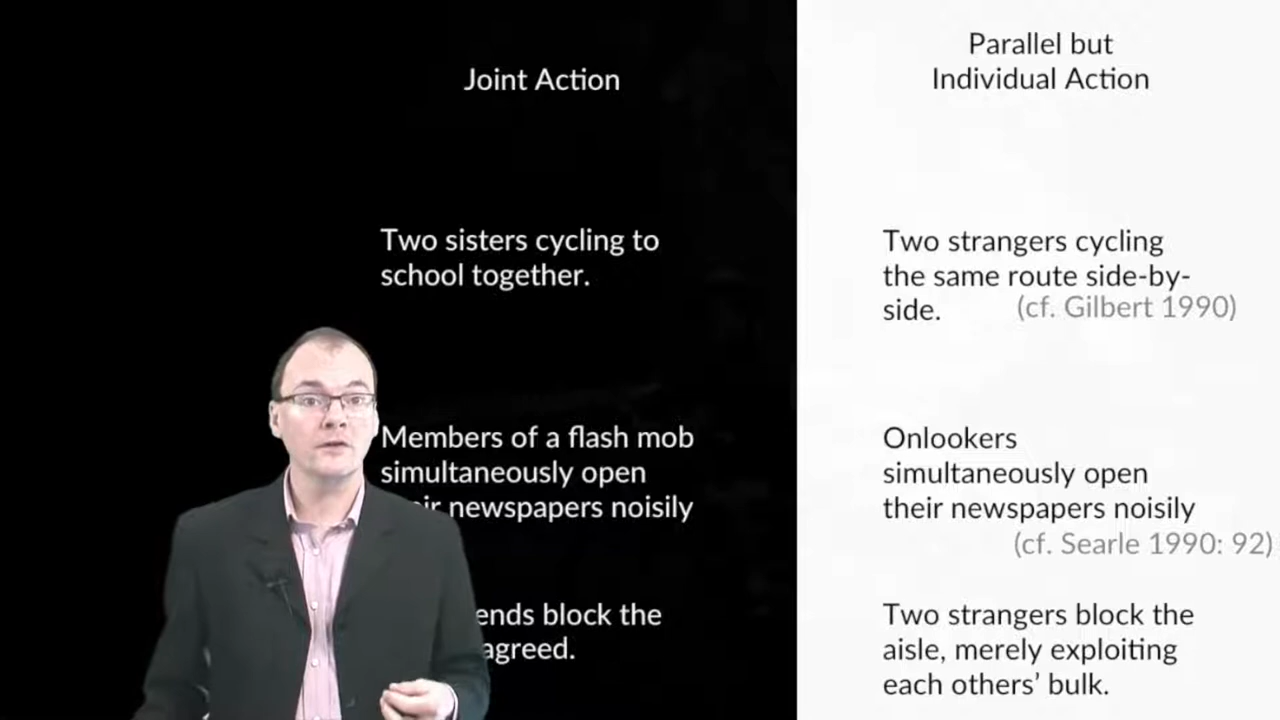 Joint Action
Two sisters cycling to
school together.
Members of a flash mob
simultaneously open
newspapers noisily
block the
agreed.
Parallel but
Individual Action
Two strangers cycling
the same route side-by-
side.
(cf. Gilbert 1990)
Onlookers
simultaneously open
their newspapers noisily
(cf. Searle 1990: 92)
Two strangers block the
aisle, merely exploiting
each others’ bulk.